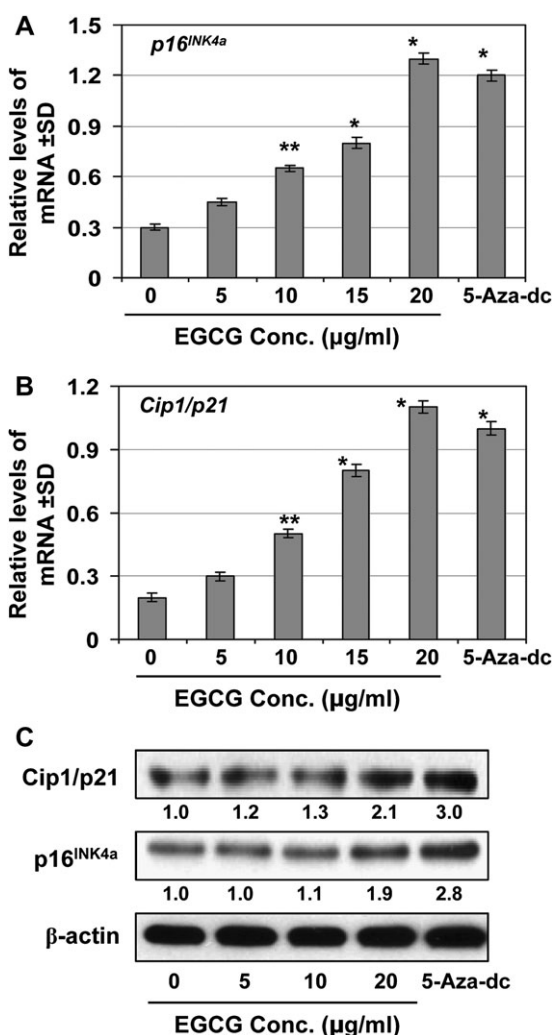 A
p16INK4a
Relative levels of
mRNA ±SD
1.5
1.2
0.9
0.6
0.3
0
** * * *
0 5 10 15 20 5-Aza-dc
EGCG Conc. (µg/ml)
B
Cip1/p21
Relative levels of
mRNA ±SD
1.2
0.9
0.6
0.3
0
** * * *
0 5 10 15 20 5-Aza-dc
EGCG Conc. (µg/ml)
C
Cip1/p21
1.0 1.2 1.3 2.1 3.0
p16INK4a
1.0 1.0 1.1 1.9 2.8
β-actin
0 5 10 20 5-Aza-dc
EGCG Conc. (µg/ml)